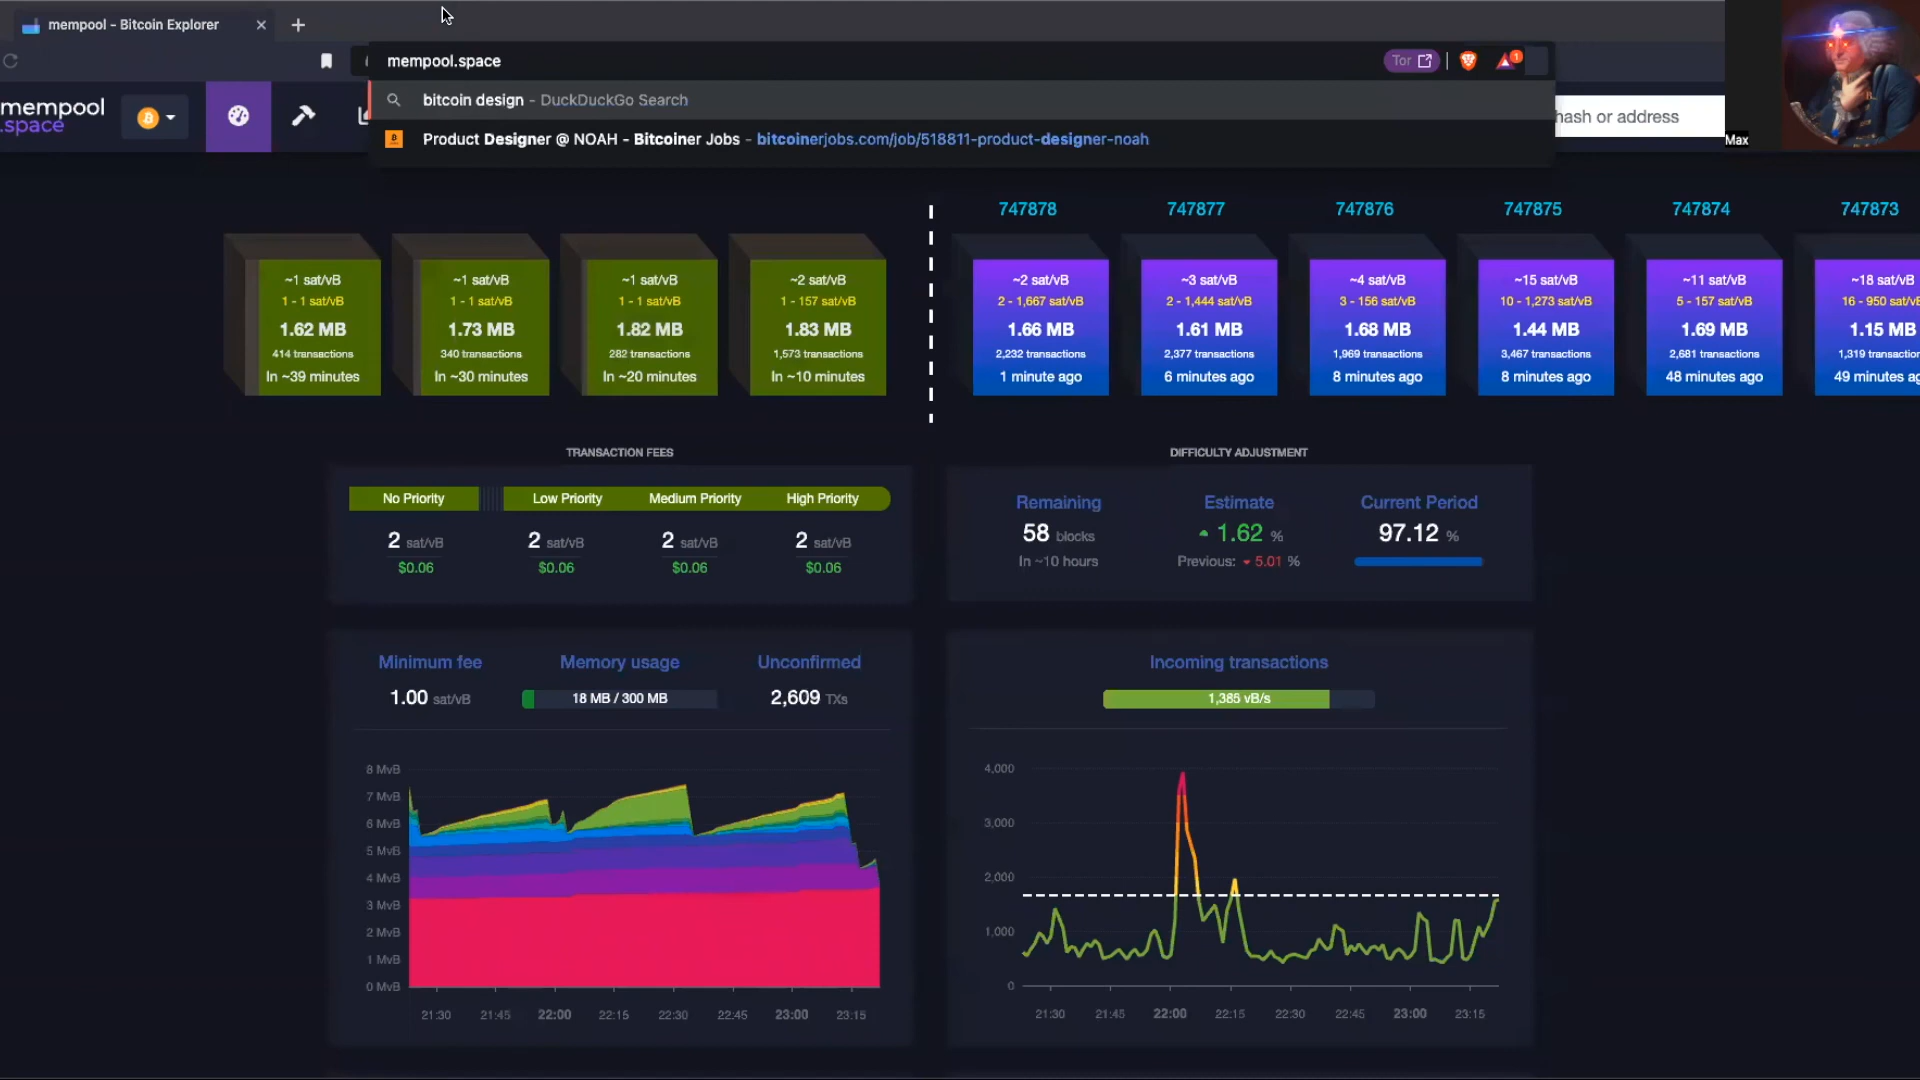 mempool - Bitcoin Explorer
mempool.space
Tor
1
bitcoin design - DuckDuckGo Search
Product Designer @ NOAH - Bitcoiner Jobs - bitcoinerjobs.com/job/518811-product-designer-noah
mempool
.space
hash or address
Max
747878 747877 747876 747875 747874 747873
~1 sat/vB
1 - 1 sat/vB
1.62 MB
414 transactions
In ~39 minutes
~1 sat/vB
1 - 1 sat/vB
1.73 MB
340 transactions
In ~30 minutes
~1 sat/vB
1 - 1 sat/vB
1.82 MB
282 transactions
In ~20 minutes
~2 sat/vB
1 - 157 sat/vB
1.83 MB
1,573 transactions
In ~10 minutes
~2 sat/vB
2 - 1,667 sat/vB
1.66 MB
2,232 transactions
1 minute ago
~3 sat/vB
2 - 1,444 sat/vB
1.61 MB
2,377 transactions
6 minutes ago
~4 sat/vB
3 - 156 sat/vB
1.68 MB
1,969 transactions
8 minutes ago
~15 sat/vB
10 - 1,273 sat/vB
1.44 MB
3,467 transactions
8 minutes ago
~11 sat/vB
5 - 157 sat/vB
1.69 MB
2,681 transactions
48 minutes ago
~18 sat/vB
16 - 950 sat/vB
1.15 MB
1,319 transactions
49 minutes ag
TRANSACTION FEES
No Priority Low Priority Medium Priority High Priority
2 sat/vB 2 sat/vB 2 sat/vB 2 sat/vB
$0.06 $0.06 $0.06 $0.06
DIFFICULTY ADJUSTMENT
Remaining Estimate Current Period
58 blocks 1.62 % 97.12 %
In ~10 hours Previous: 5.01 %
Minimum fee Memory usage Unconfirmed
1.00 sat/vB 18 MB / 300 MB 2,609 TXs
8 MvB
7 MvB
6 MvB
5 MvB
4 MvB
3 MvB
2 MvB
1 MvB
0 MvB
21:30 21:45 22:00 22:15 22:30 22:45 23:00 23:15
Incoming transactions
1,385 vB/s
4,000
3,000
2,000
1,000
0
21:30 21:45 22:00 22:15 22:30 22:45 23:00 23:15